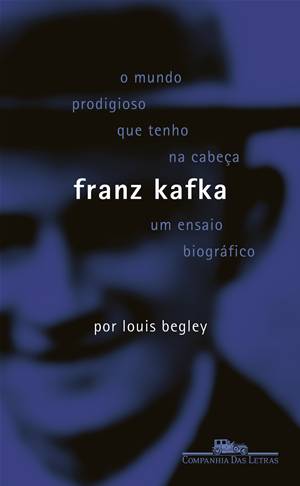 o mundo
prodigioso
que tenho
na cabeça
franz kafka
um ensaio
biográfico
por louis begley
COMPANHIA DAS LETRAS